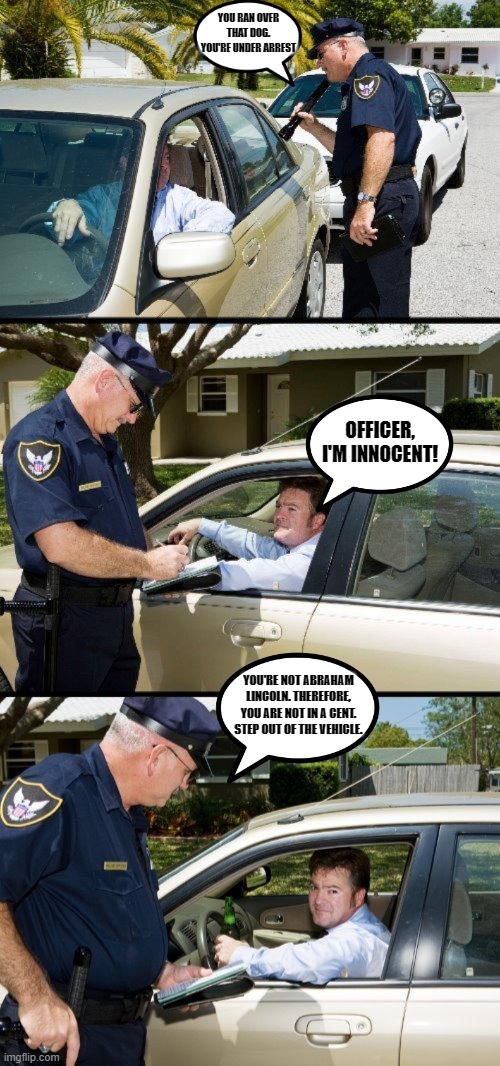 YOU RAN OVER
THAT DOG.
YOU'RE UNDER ARREST
OFFICER,
I'M INNOCENT!
YOU'RE NOT ABRAHAM
LINCOLN. THEREFORE,
YOU ARE NOT IN A CENT.
STEP OUT OF THE VEHICLE.
imgflip.com